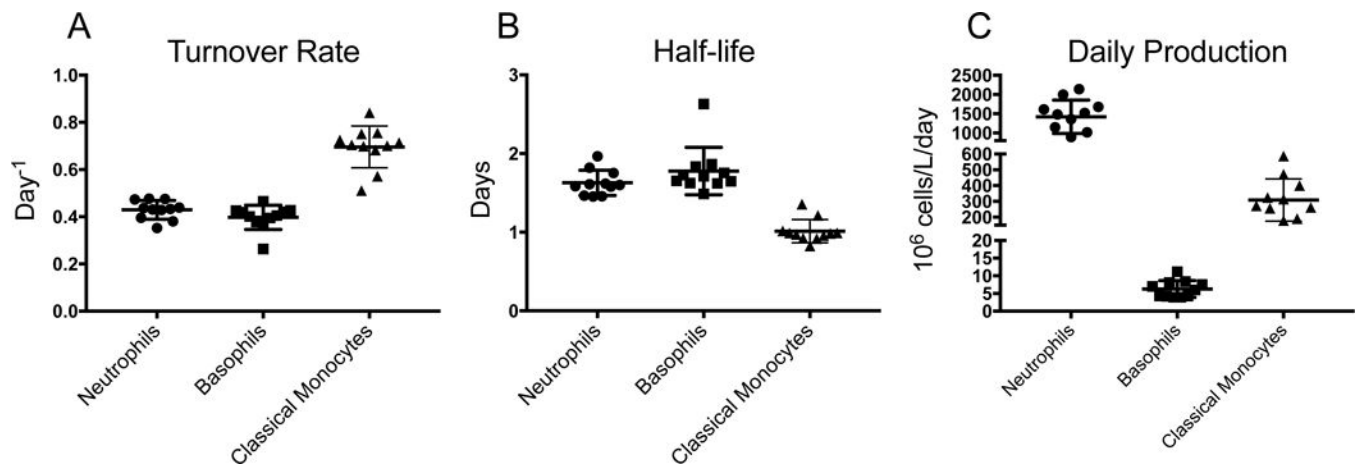 A
Turnover Rate
Day⁻¹
1.0
0.8
0.6
0.4
0.2
0.0
Neutrophils
Basophils
Classical Monocytes
B
Half-life
Days
3
2
1
0
Neutrophils
Basophils
Classical Monocytes
C
Daily Production
10⁶ cells/L/day
2500
2000
1500
1000
600
500
400
300
200
20
15
10
5
0
Neutrophils
Basophils
Classical Monocytes